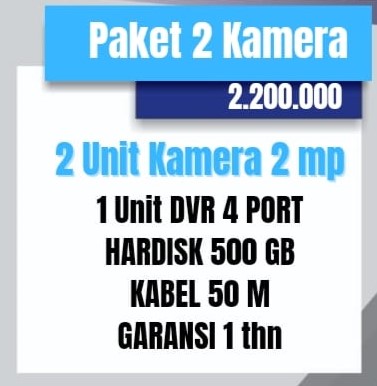 Paket 2 Kamera
2.200.000
2 Unit Kamera 2 mp
1 Unit DVR 4 PORT
HARDISK 500 GB
KABEL 50 M
GARANSI 1 thn